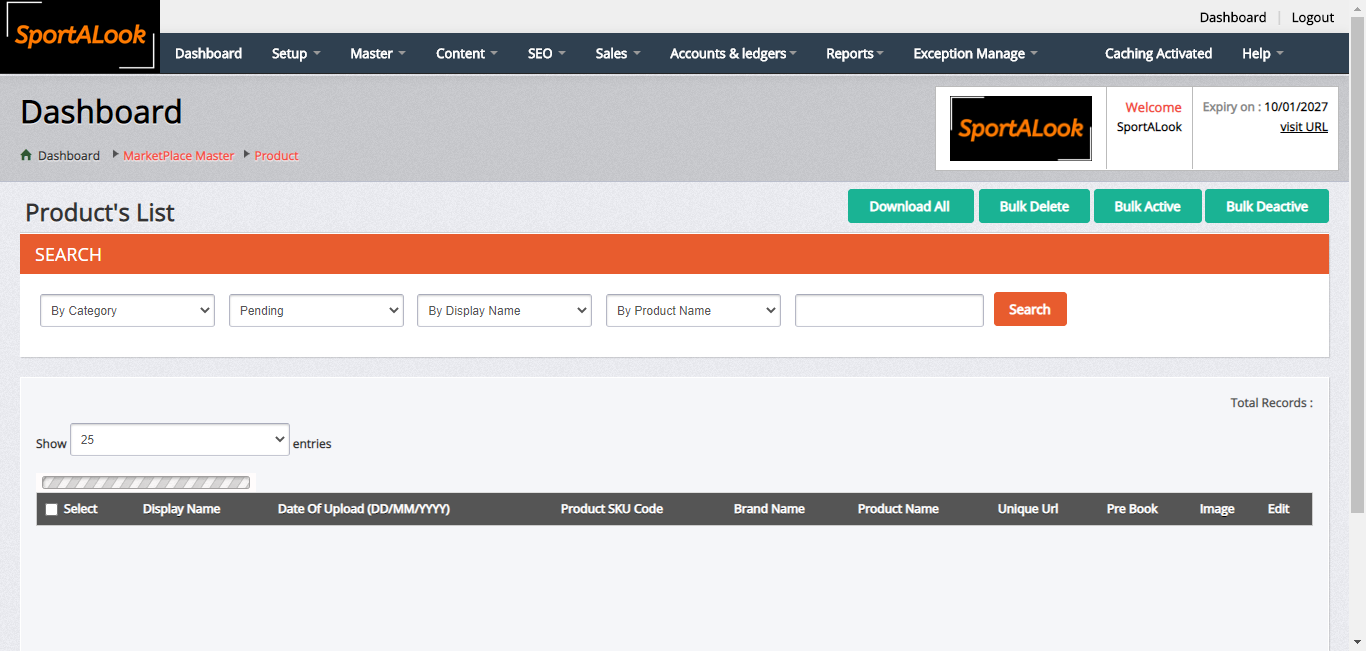 SportALook
Dashboard Logout
Dashboard Setup Master Content SEO Sales Accounts & ledgers Reports Exception Manage Caching Activated Help
Dashboard
Dashboard MarketPlace Master Product
SportALook
Welcome
SportALook
Expiry on : 10/01/2027
visit URL
Product's List
Download All Bulk Delete Bulk Active Bulk Deactive
SEARCH
By Category Pending By Display Name By Product Name Search
Total Records :
Show 25 entries
Select Display Name Date Of Upload (DD/MM/YYYY) Product SKU Code Brand Name Product Name Unique Url Pre Book Image Edit